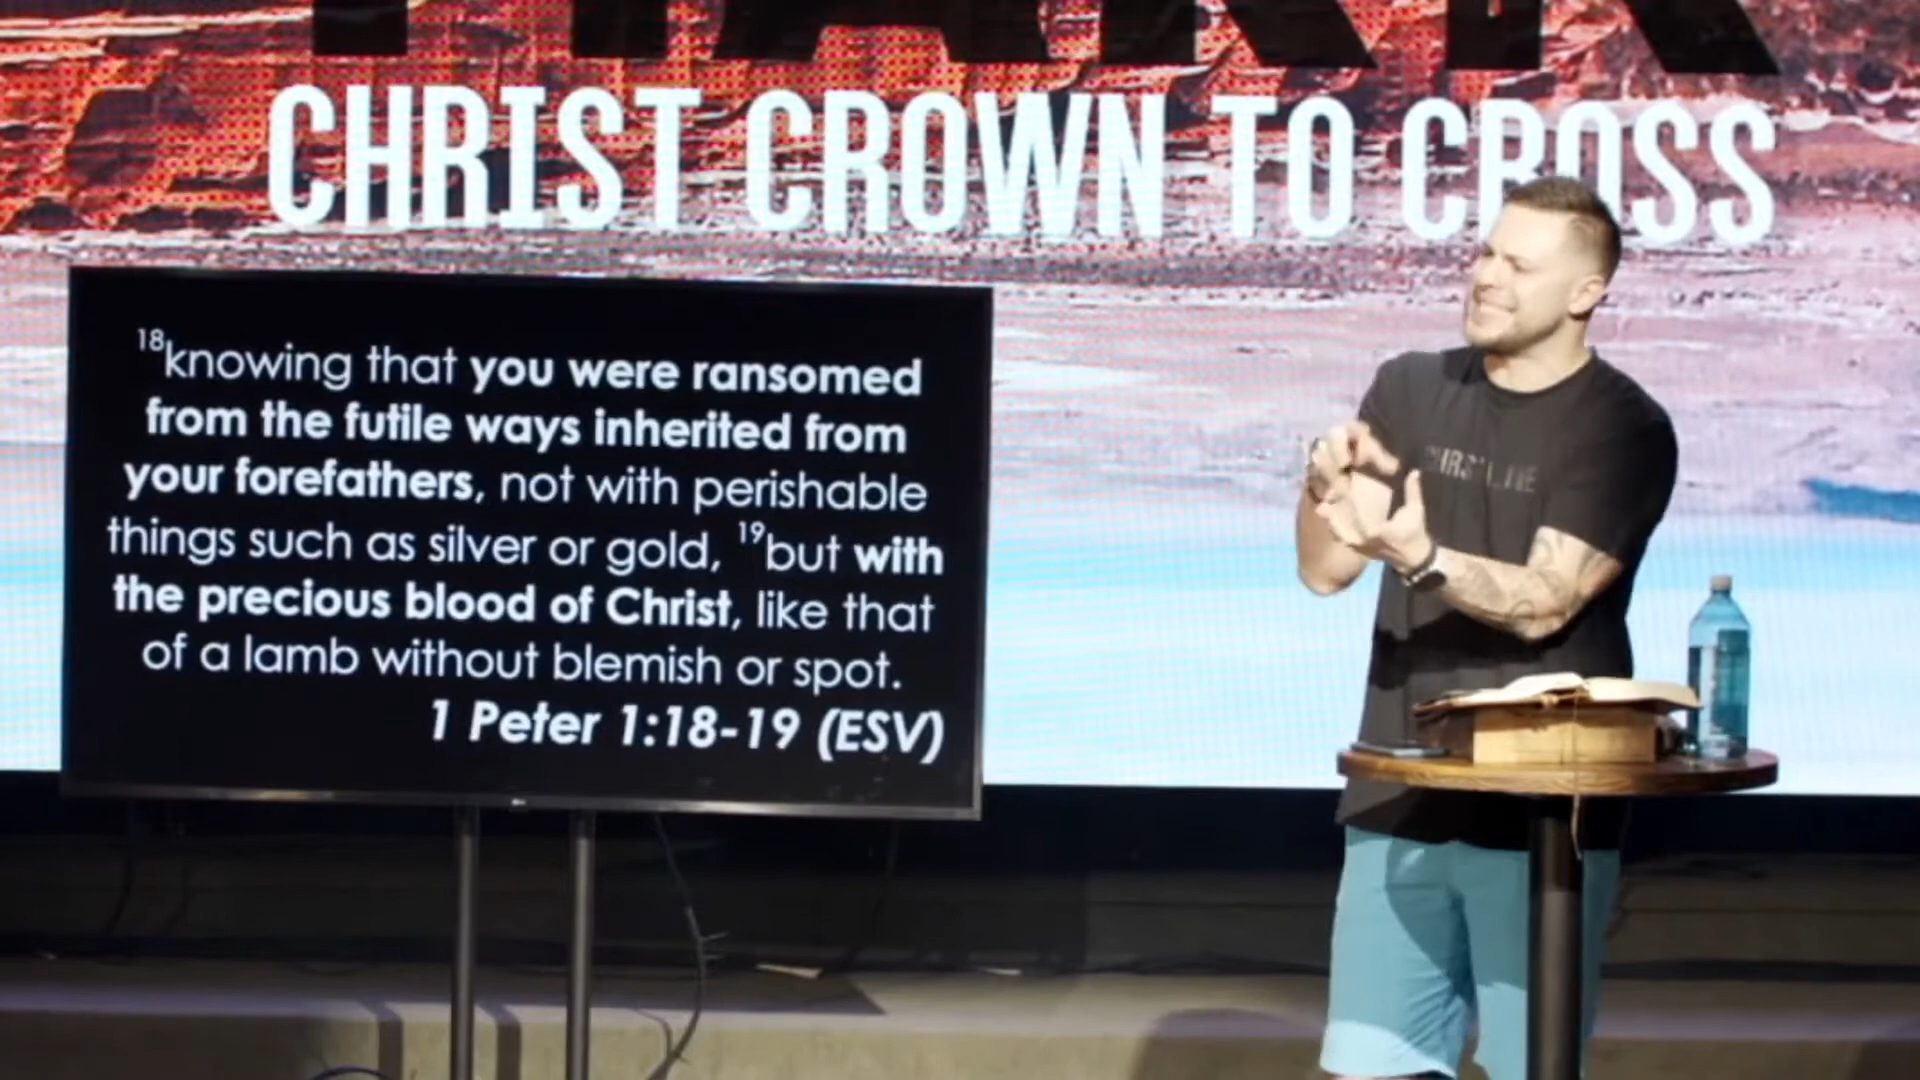 CHRIST CROWN TO CROSS
18knowing that you were ransomed
from the futile ways inherited from
your forefathers, not with perishable
things such as silver or gold, 19but with
the precious blood of Christ, like that
of a lamb without blemish or spot.
1 Peter 1:18-19 (ESV)